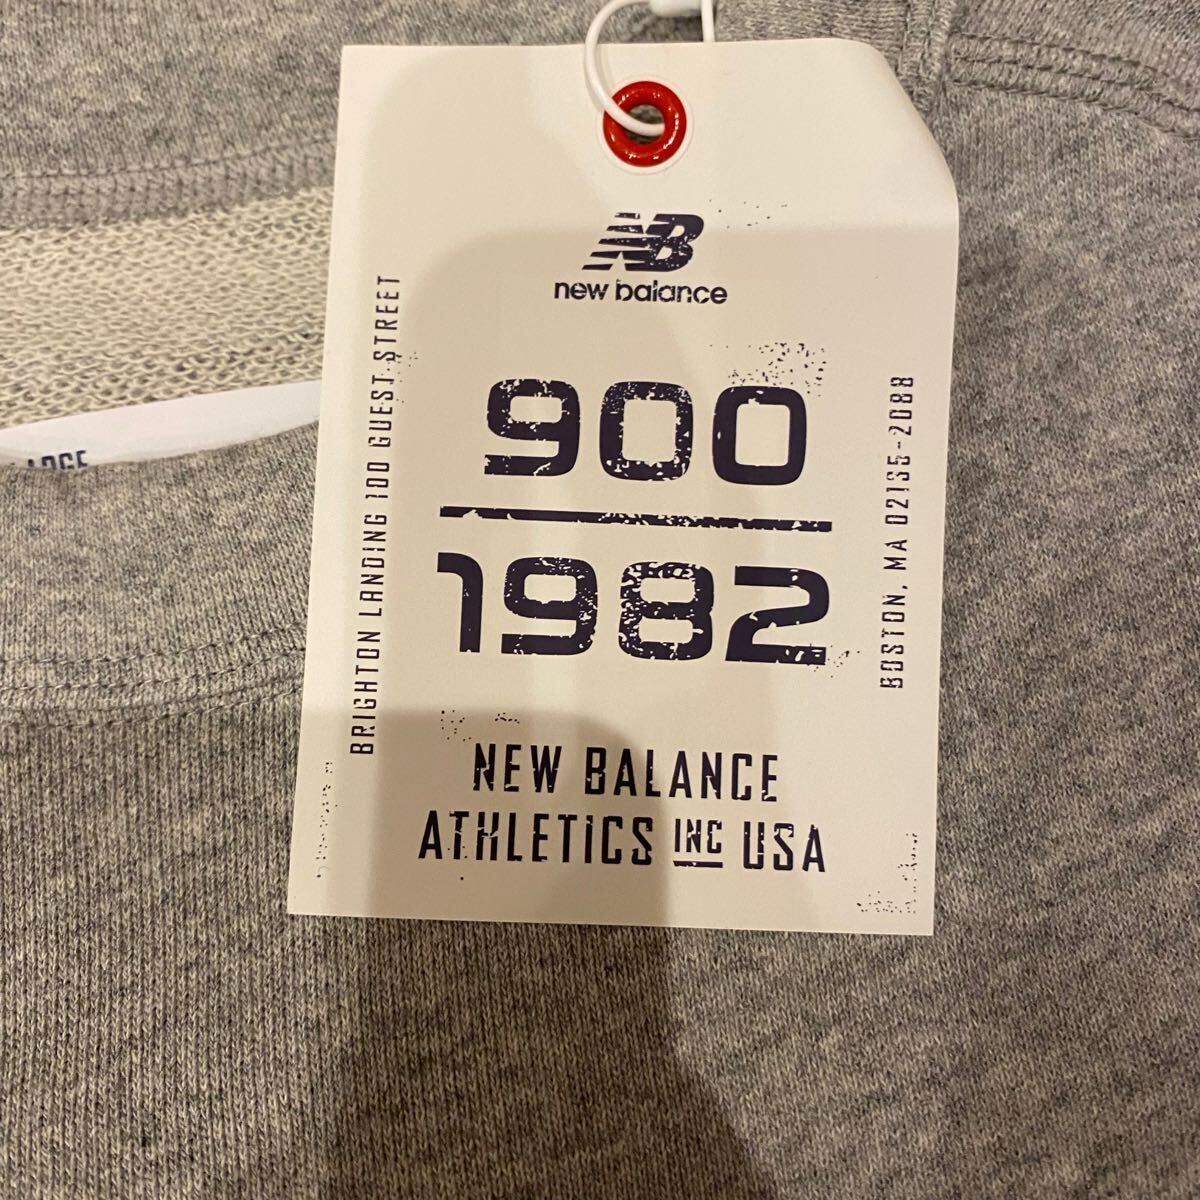 NB
new balance
900
1982
NEW BALANCE
ATHLETICS INC USA
BRIGHTON LANDING 100 GUEST STREET
BOSTON, MA 02135-2088